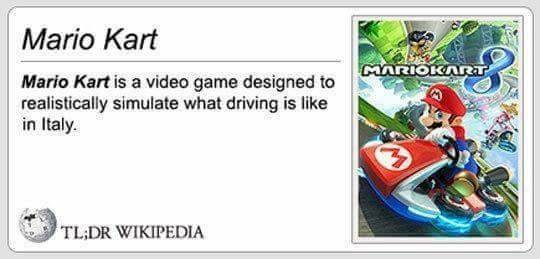 Mario Kart
Mario Kart is a video game designed to
realistically simulate what driving is like
in Italy.
TL;DR WIKIPEDIA
MARIOKART 8
M
M